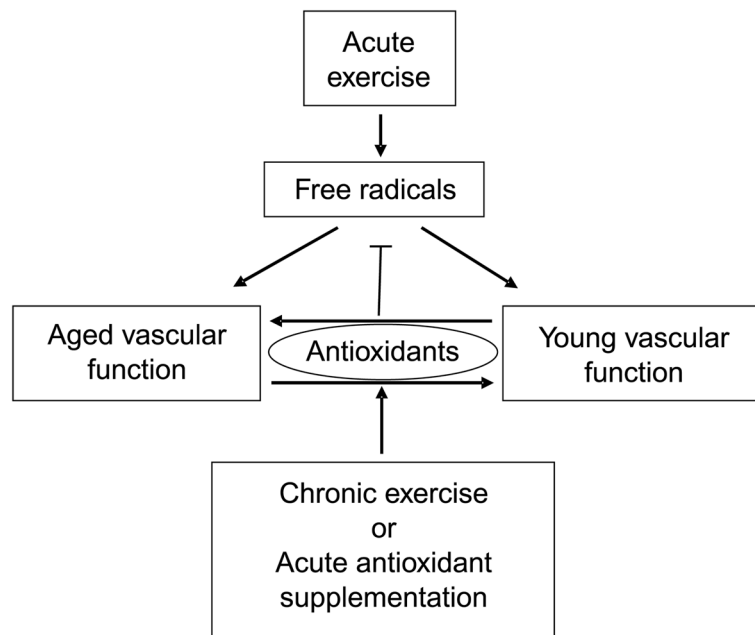 Acute
exercise
Free radicals
Aged vascular
function
Antioxidants
Young vascular
function
Chronic exercise
or
Acute antioxidant
supplementation